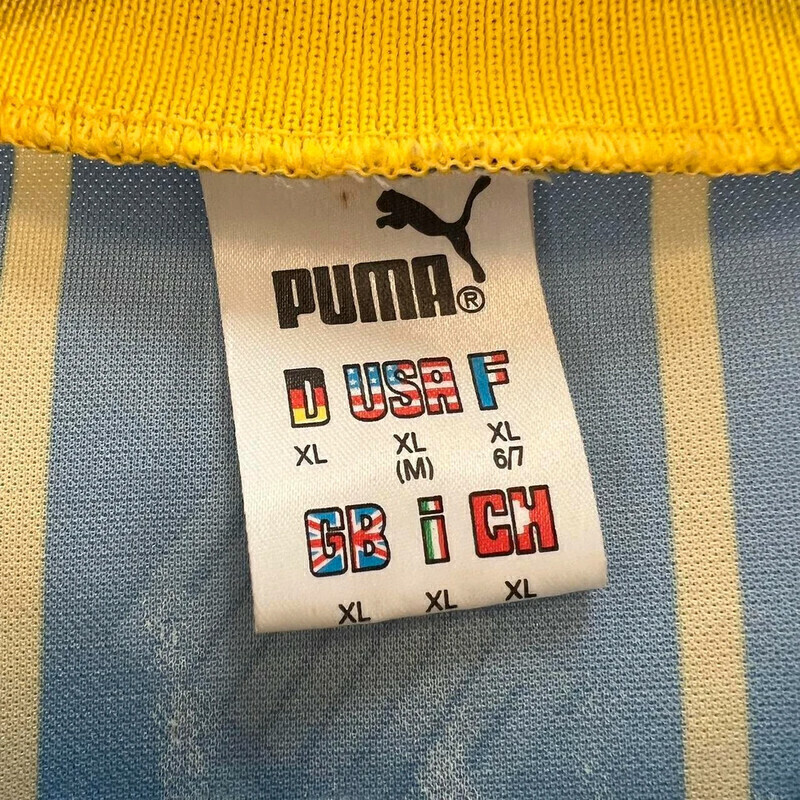 PUMA®
D USA F
XL XL XL
(M) 6/7
GB i CH
XL XL XL